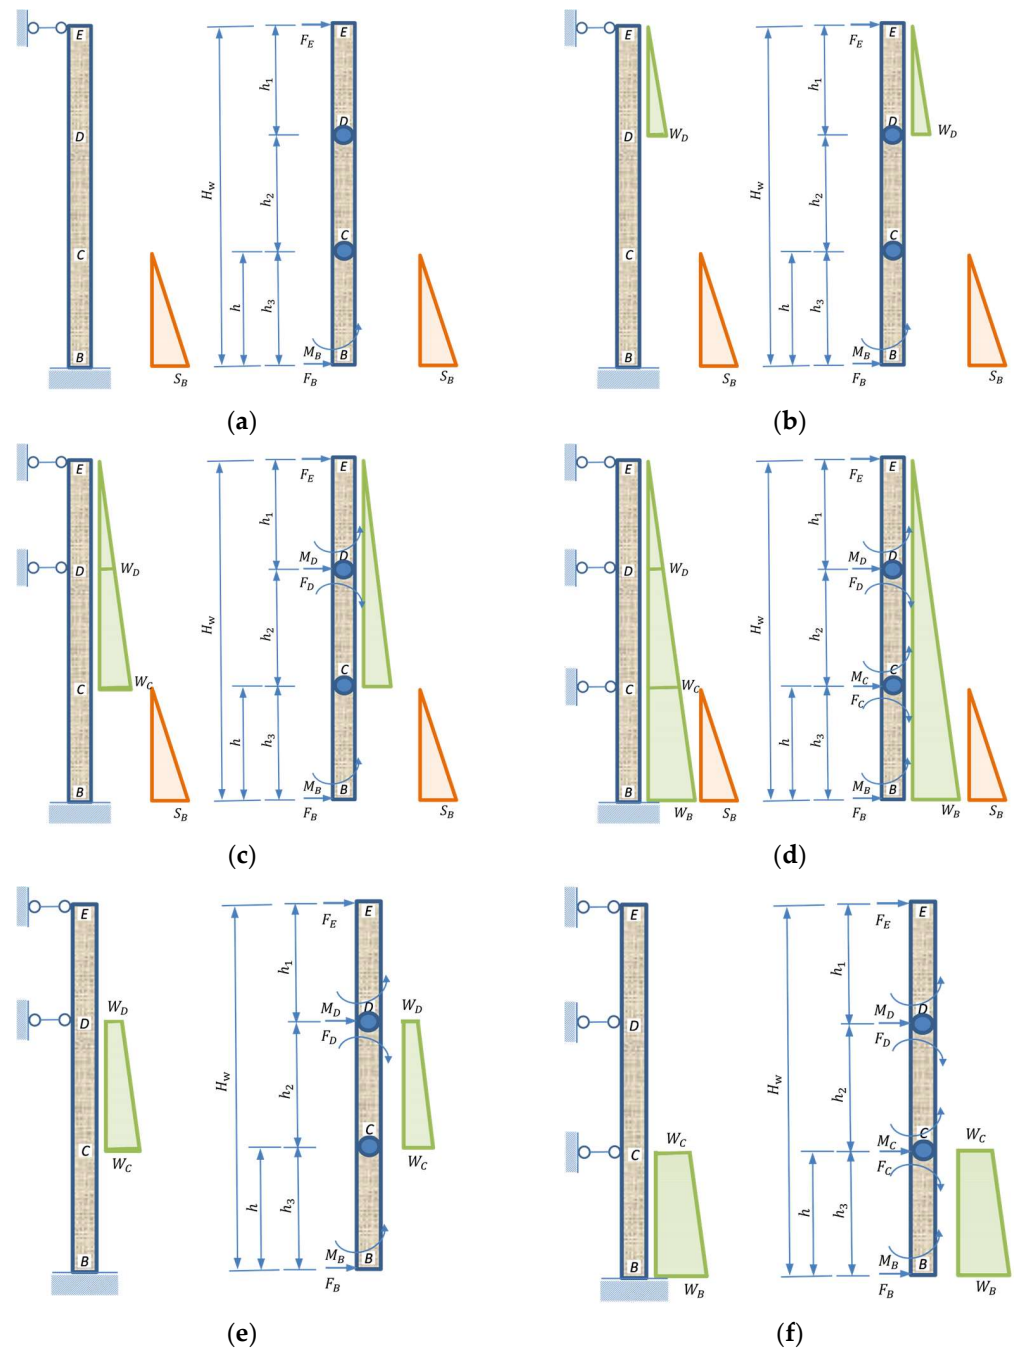 E
D
C
B
S_B
H_w
h_1
h_2
h_3
h
F_E
E
D
C
M_B
B
F_B
S_B
(a)
E
D
C
B
W_D
S_B
H_w
h_1
h_2
h_3
h
F_E
E
D
C
M_B
B
F_B
W_D
S_B
(b)
E
D
C
B
W_D
W_C
S_B
H_w
h_1
h_2
h_3
h
F_E
E
M_D
D
F_D
C
M_B
B
F_B
S_B
(c)
E
D
C
B
W_D
W_C
W_B
S_B
H_w
h_1
h_2
h_3
h
F_E
E
M_D
D
F_D
M_C
C
F_C
M_B
B
F_B
W_B
S_B
(d)
E
D
C
B
W_D
W_C
H_w
h_1
h_2
h_3
h
F_E
E
M_D
D
F_D
C
M_B
B
F_B
W_D
W_C
(e)
E
D
C
B
W_C
W_B
H_w
h_1
h_2
h_3
h
F_E
E
M_D
D
F_D
M_C
C
F_C
M_B
B
F_B
W_C
W_B
(f)